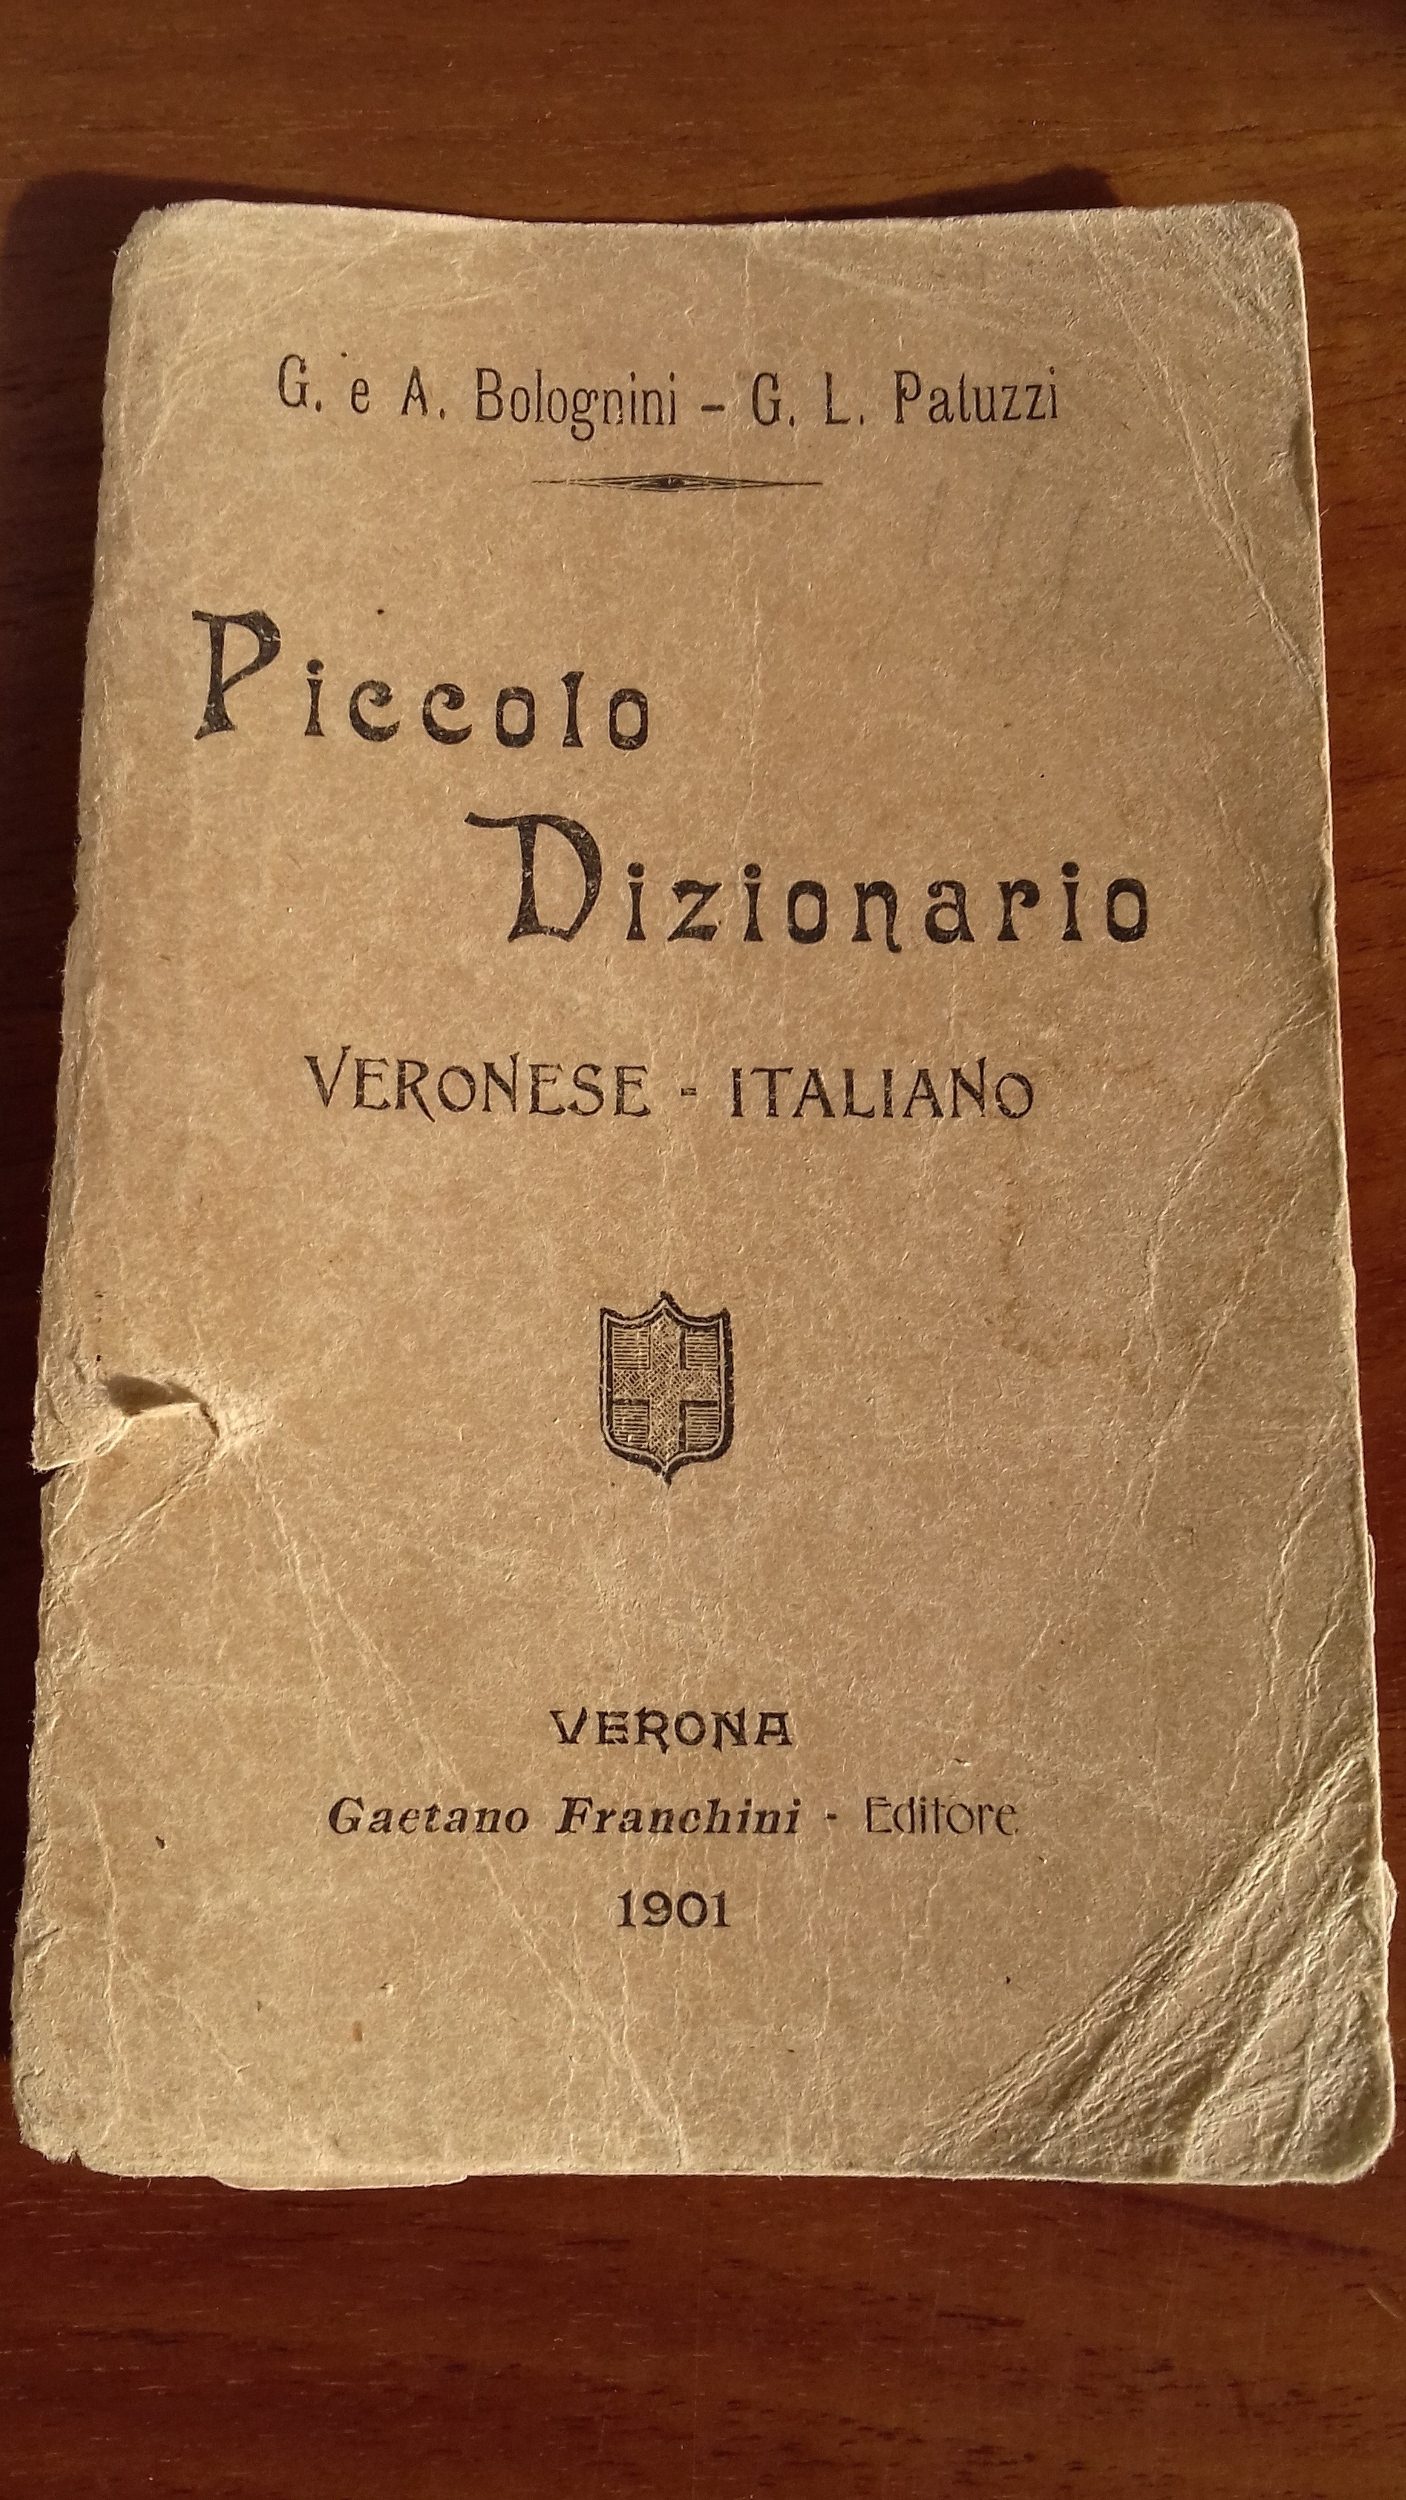 G. e A. Bolognini - G. L. Patuzzi
Piccolo
Dizionario
VERONESE - ITALIANO
VERONA
Gaetano Franchini - Editore
1901